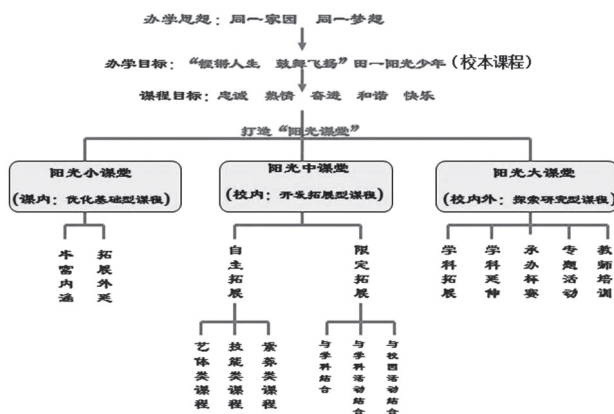 办学思想：同一家园 同一梦想
办学目标：“铿锵人生 鼓舞飞扬”田一阳光少年(校本课程)
课程目标：忠诚 热情 奋进 和谐 快乐
打造“阳光课堂”
阳光小课堂
(课内：优化基础型课程)
阳光中课堂
(校内：开发拓展型课程)
阳光大课堂
(校内外：探索研究型课程)
丰富内涵
拓展外延
自主拓展
限定拓展
学科拓展
学科延伸
承办杯赛
专题活动
教师培训
艺体类课程
技能类课程
素养类课程
与学科结合
与学科活动结合
与校园活动结合